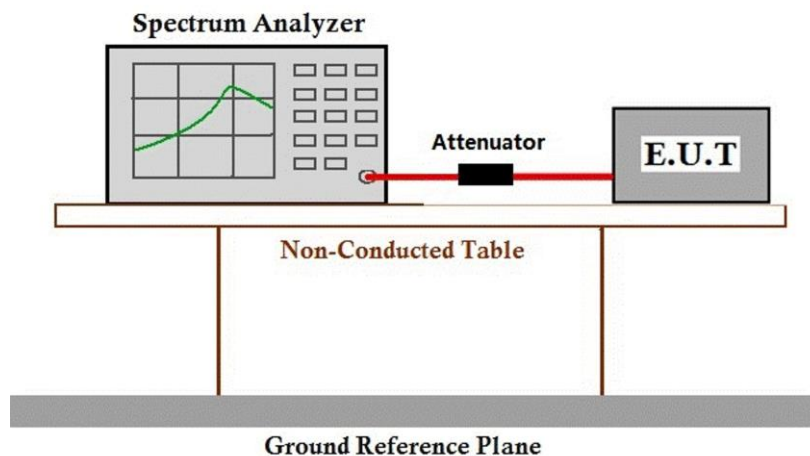 Spectrum Analyzer
Attenuator
E.U.T
Non-Conducted Table
Ground Reference Plane